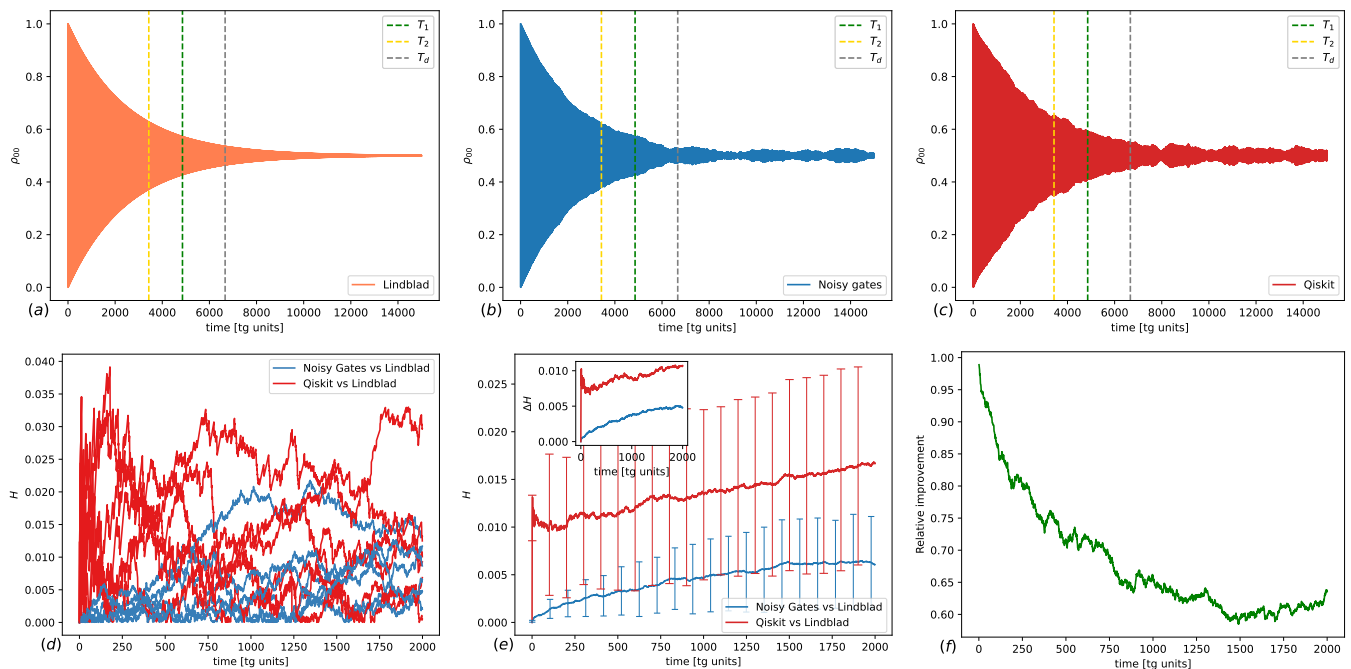 1.0
0.8
0.6
0.4
0.2
0.0
ρ00
T1
T2
Td
Lindblad
0 2000 4000 6000 8000 10000 12000 14000
(a)
time [tg units]
1.0
0.8
0.6
0.4
0.2
0.0
ρ00
T1
T2
Td
Noisy gates
0 2000 4000 6000 8000 10000 12000 14000
(b)
time [tg units]
1.0
0.8
0.6
0.4
0.2
0.0
ρ00
T1
T2
Td
Qiskit
0 2000 4000 6000 8000 10000 12000 14000
(c)
time [tg units]
0.040
0.035
0.030
0.025
0.020
0.015
0.010
0.005
0.000
H
Noisy Gates vs Lindblad
Qiskit vs Lindblad
0 250 500 750 1000 1250 1500 1750 2000
(d)
time [tg units]
0.025
0.020
0.015
0.010
0.005
0.000
H
0.010
0.005
0.000
ΔH
0 1000 2000
time [tg units]
Noisy Gates vs Lindblad
Qiskit vs Lindblad
0 250 500 750 1000 1250 1500 1750 2000
(e)
time [tg units]
1.00
0.95
0.90
0.85
0.80
0.75
0.70
0.65
0.60
Relative improvement
0 250 500 750 1000 1250 1500 1750 2000
(f)
time [tg units]